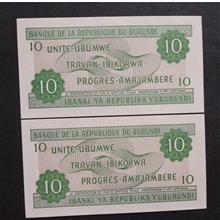 BANQUE DE LA RÉPUBLIQUE DU BURUNDI
10 UNITE-UBUMWE 10
TRAVAIL-IBIKORWA
PROGRES-AMAJAMBERE
10 10
IBANKI YA REPUBLIKA Y'UBURUNDI
BANQUE DE LA RÉPUBLIQUE DU BURUNDI
10 UNITE-UBUMWE 10
TRAVAIL-IBIKORWA
PROGRES-AMAJAMBERE
10 10
IBANKI YA REPUBLIKA Y'UBURUNDI